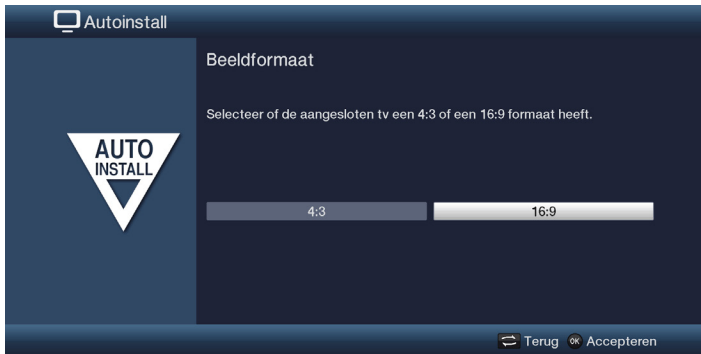 Autoinstall
Beeldformaat
Selecteer of de aangesloten tv een 4:3 of een 16:9 formaat heeft.
AUTO
INSTALL
4:3
16:9
Terug OK Accepteren